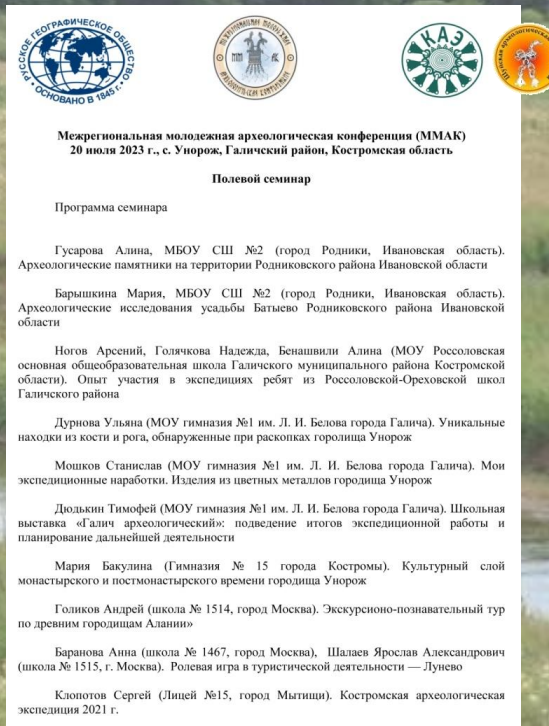 РУССКОЕ ГЕОГРАФИЧЕСКОЕ ОБЩЕСТВО
ОСНОВАНО В 1845 г.
ММ АК
КАЭ
Межрегиональная молодежная археологическая конференция (ММАК)
20 июля 2023 г., с. Унорож, Галичский район, Костромская область
Полевой семинар
Программа семинара
Гусарова Алина, МБОУ СШ №2 (город Родники, Ивановская область).
Археологические памятники на территории Родниковского района Ивановской области
Барышкина Мария, МБОУ СШ №2 (город Родники, Ивановская область).
Археологические исследования усадьбы Батыево Родниковского района Ивановской
области
Ногов Арсений, Голячкова Надежда, Бенашвили Алина (МОУ Россоловская
основная общеобразовательная школа Галичского муниципального района Костромской
области). Опыт участия в экспедициях ребят из Россоловской-Ореховской школ
Галичского района
Дурнова Ульяна (МОУ гимназия №1 им. Л. И. Белова города Галича). Уникальные
находки из кости и рога, обнаруженные при раскопках горолища Унорож
Мошков Станислав (МОУ гимназия №1 им. Л. И. Белова города Галича). Мои
экспедиционные наработки. Изделия из цветных металлов городища Унорож
Дюдькин Тимофей (МОУ гимназия №1 им. Л. И. Белова города Галича). Школьная
выставка «Галич археологический»: подведение итогов экспедиционной работы и
планирование дальнейшей деятельности
Мария Бакулина (Гимназия № 15 города Костромы). Культурный слой
монастырского и постмонастырского времени городища Унорож
Голиков Андрей (школа № 1514, город Москва). Экскурсионо-познавательный тур
по древним городищам Алании»
Баранова Анна (школа № 1467, город Москва), Шалаев Ярослав Александрович
(школа № 1515, г. Москва). Ролевая игра в туристической деятельности — Лунево
Клопотов Сергей (Лицей №15, город Мытищи). Костромская археологическая
экспедиция 2021 г.